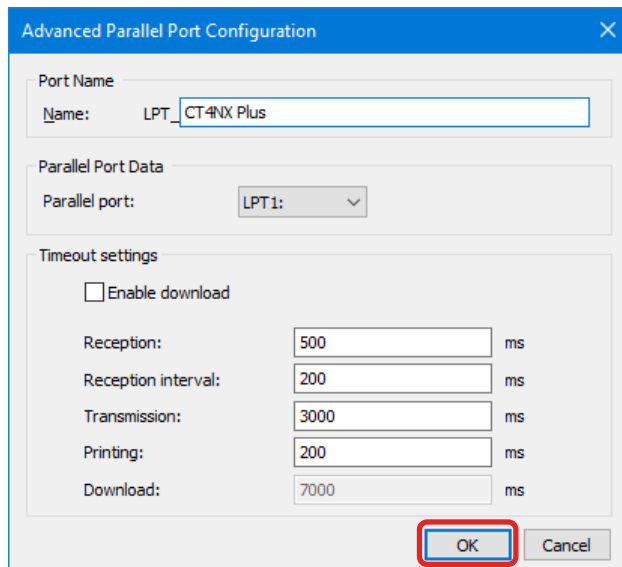 Advanced Parallel Port Configuration
Port Name
Name: LPT_ CT4NX Plus
Parallel Port Data
Parallel port: LPT1:
Timeout settings
Enable download
Reception: 500 ms
Reception interval: 200 ms
Transmission: 3000 ms
Printing: 200 ms
Download: 7000 ms
OK Cancel